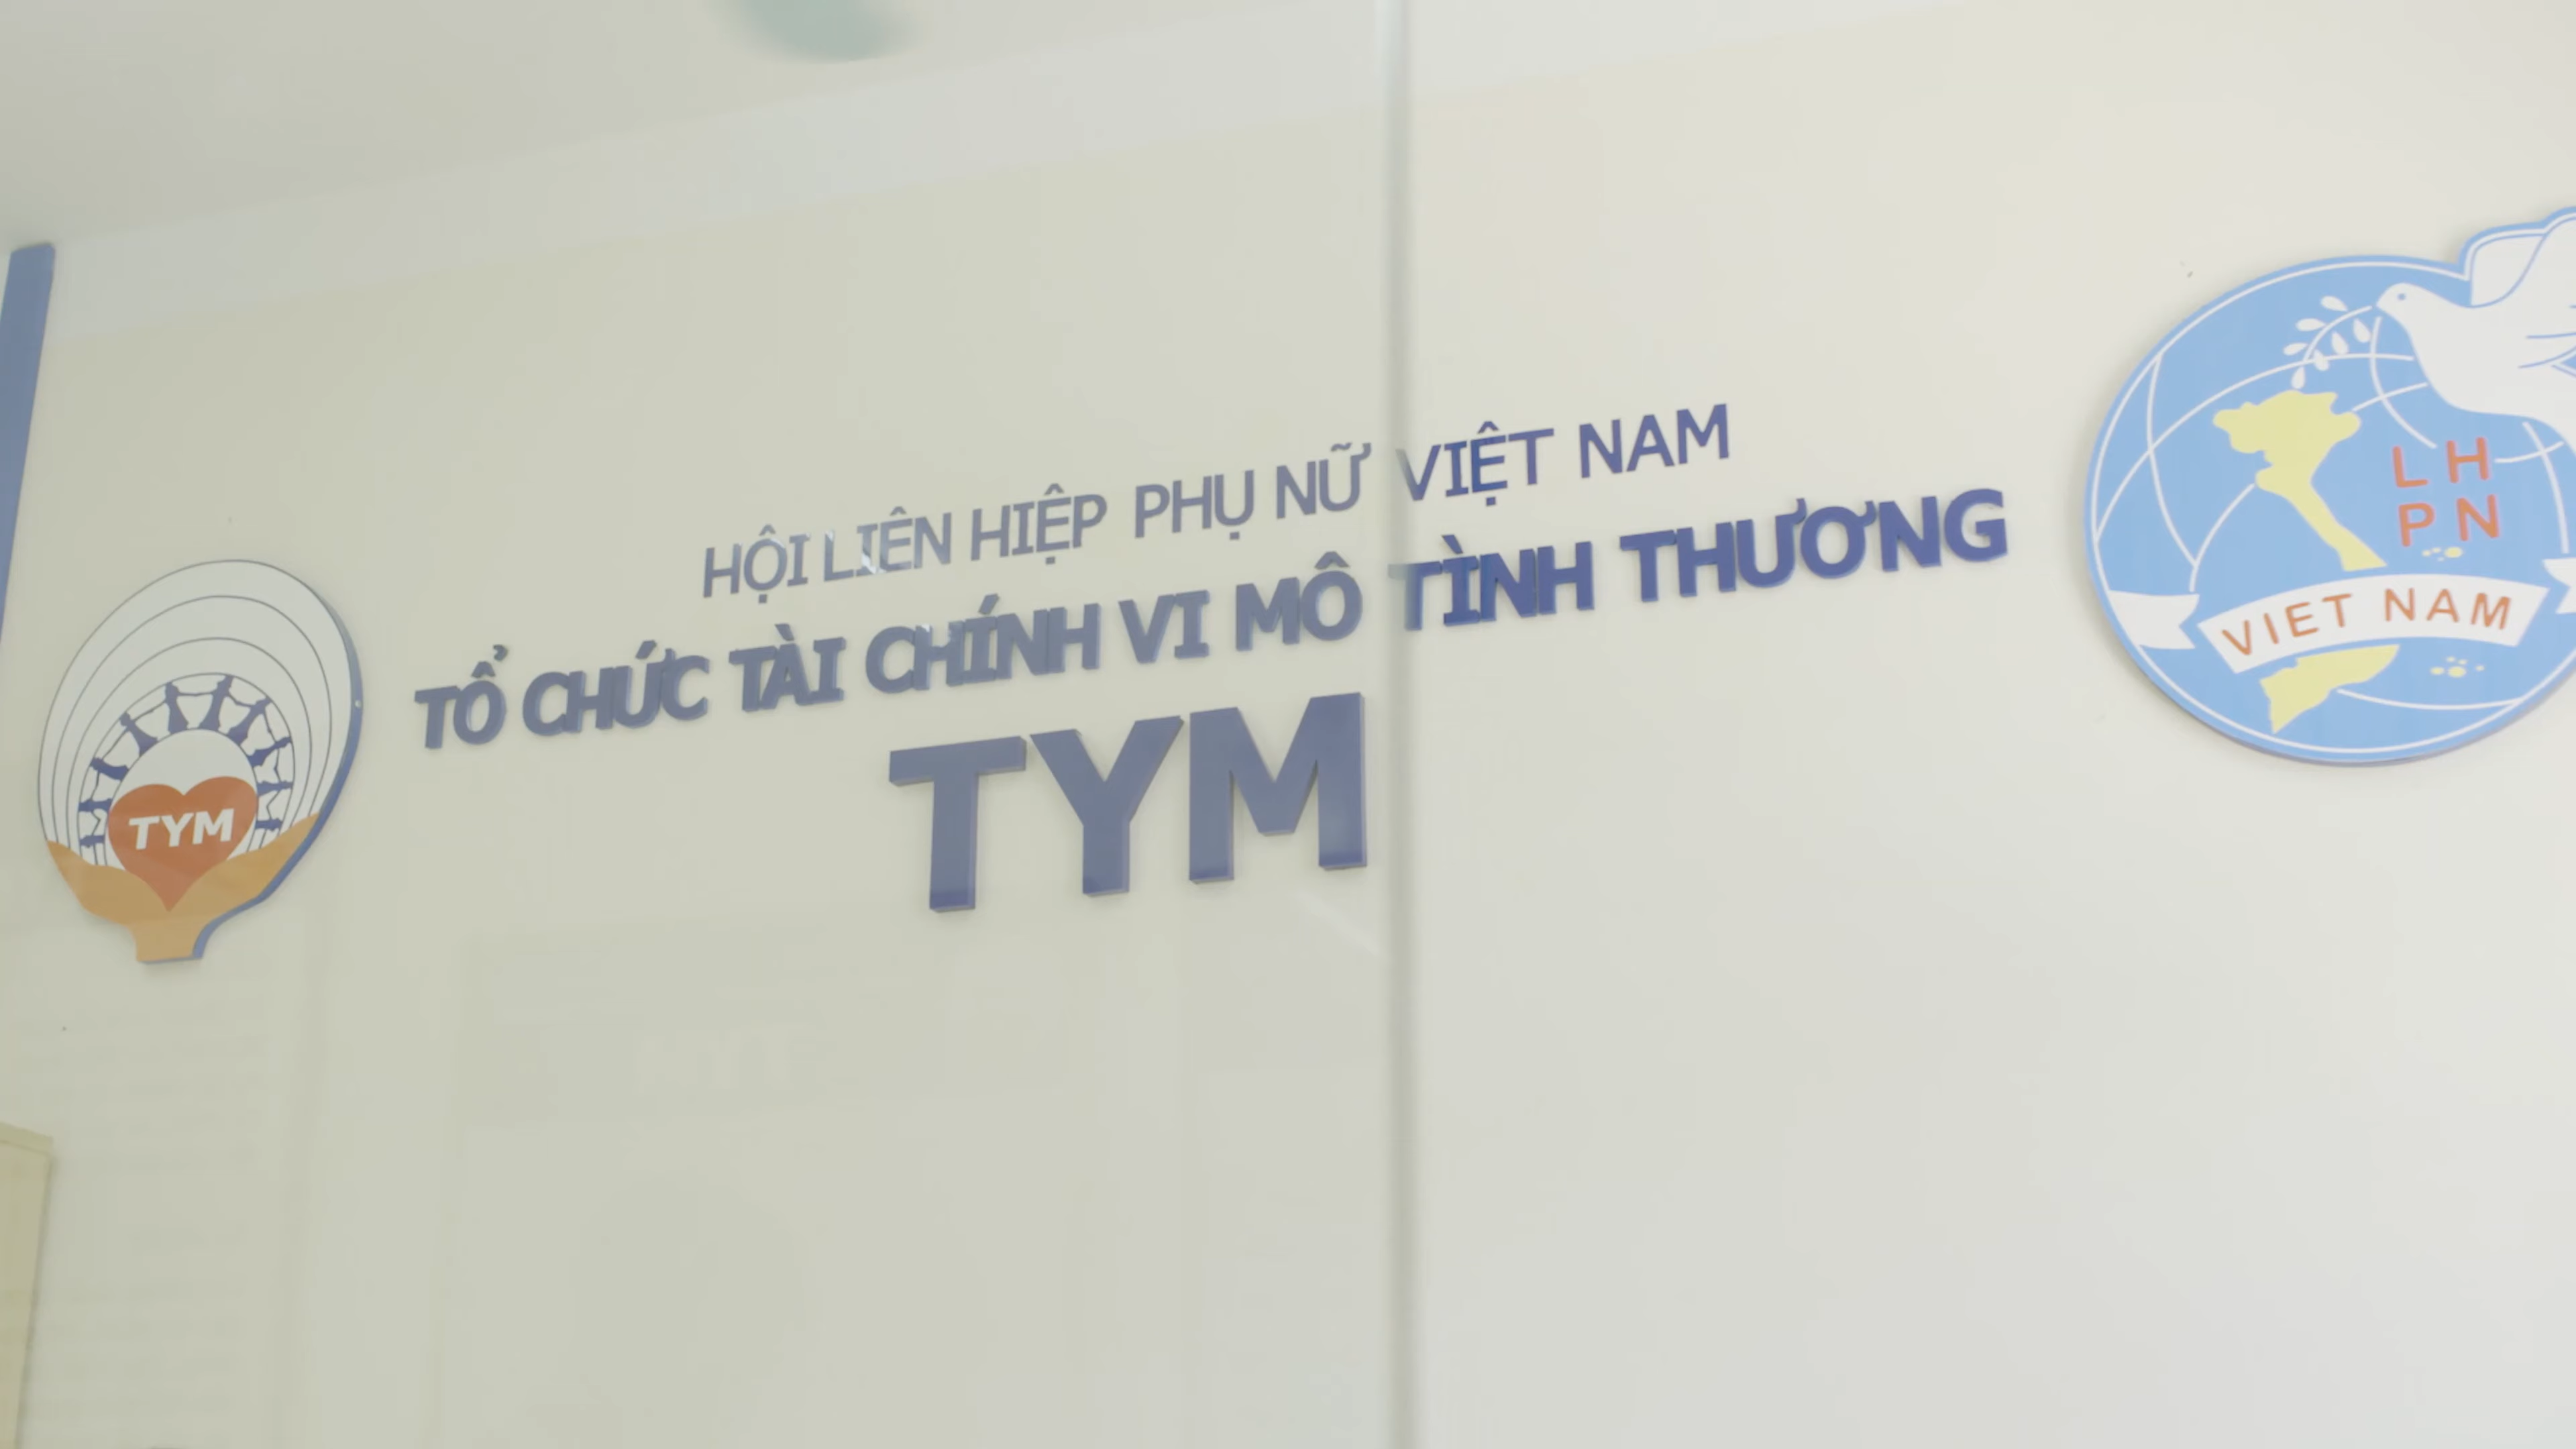 HỘI LIÊN HIỆP PHỤ NỮ VIỆT NAM
TỔ CHỨC TÀI CHÍNH VI MÔ TÌNH THƯƠNG
TYM
TYM
LH
PN
VIET NAM